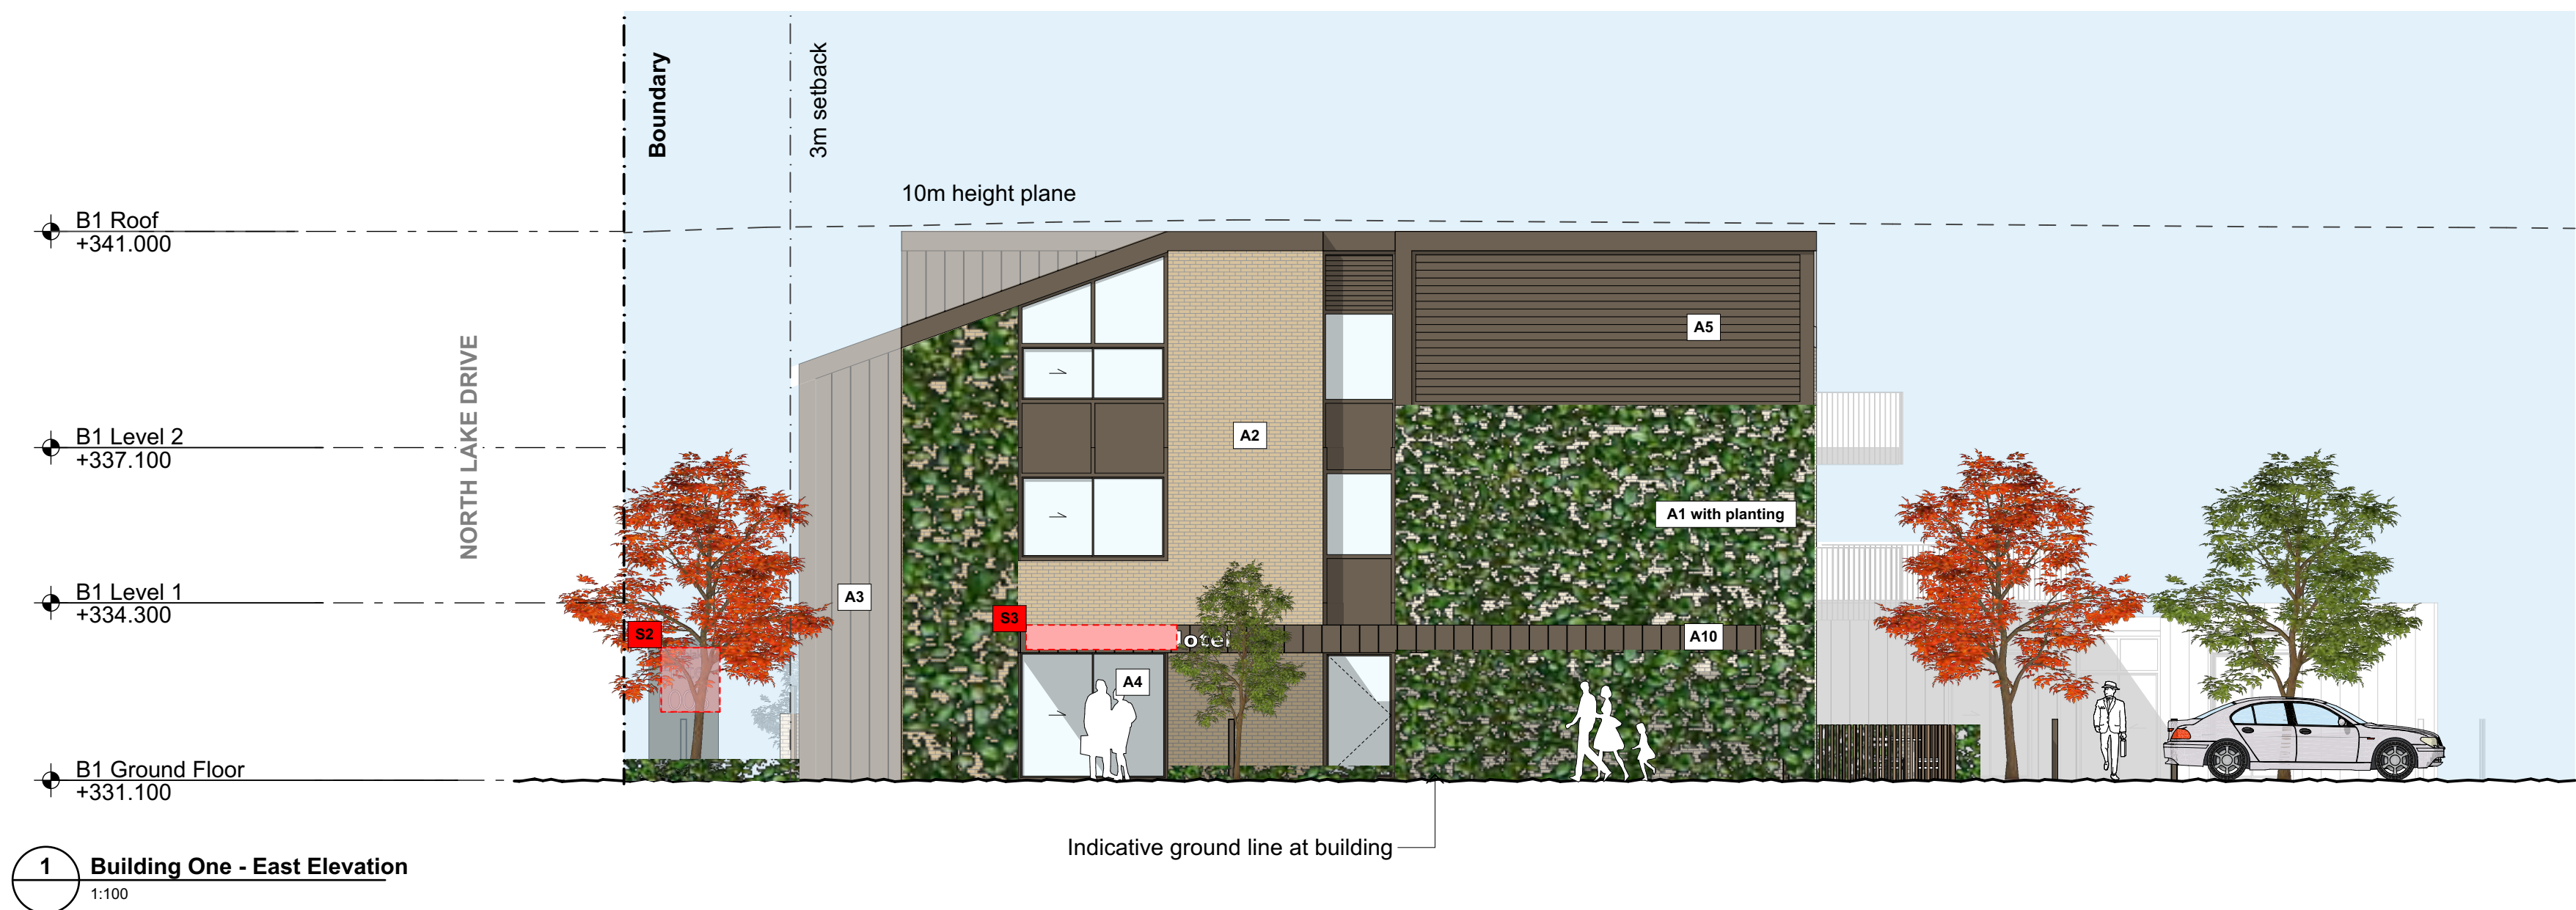 Boundary
3m setback
10m height plane
B1 Roof
+341.000
NORTH LAKE DRIVE
A5
B1 Level 2
+337.100
A2
A1 with planting
B1 Level 1
+334.300
A3
S3
S2
A10
A4
B1 Ground Floor
+331.100
Indicative ground line at building
1
Building One - East Elevation
1:100